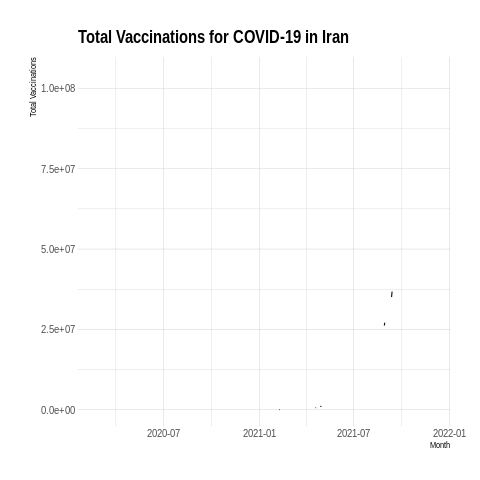 Total Vaccinations for COVID-19 in Iran
Total Vaccinations
1.0e+08
7.5e+07
5.0e+07
2.5e+07
0.0e+00
2020-07
2021-01
2021-07
2022-01
Month